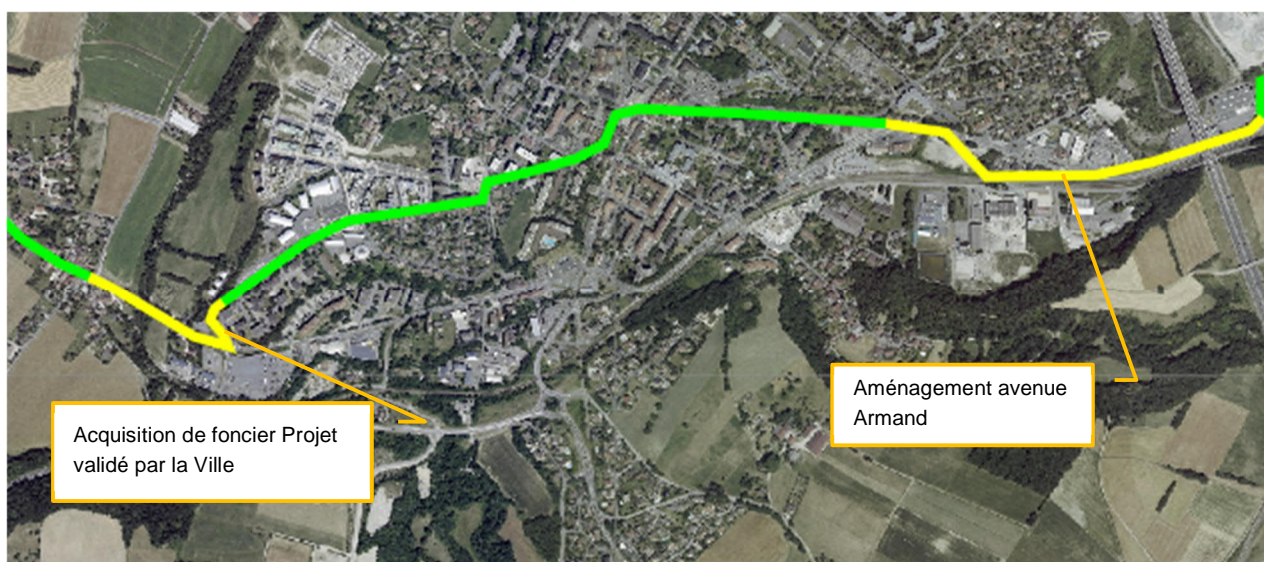 Acquisition de foncier Projet
validé par la Ville
Aménagement avenue
Armand